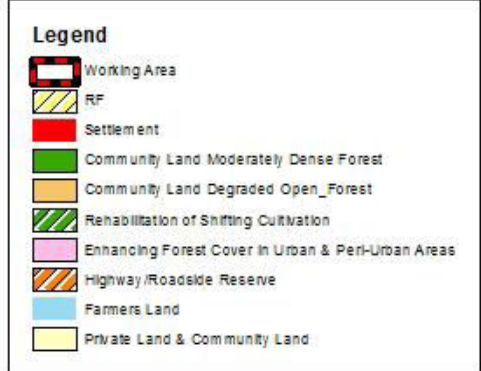 Legend
Working Area
RF
Settlement
Community Land Moderately Dense Forest
Community Land Degraded Open_Forest
Rehabilitation of Shifting Cultivation
Enhancing Forest Cover in Urban & Peri-Urban Areas
Highway/Roadside Reserve
Farmers Land
Private Land & Community Land